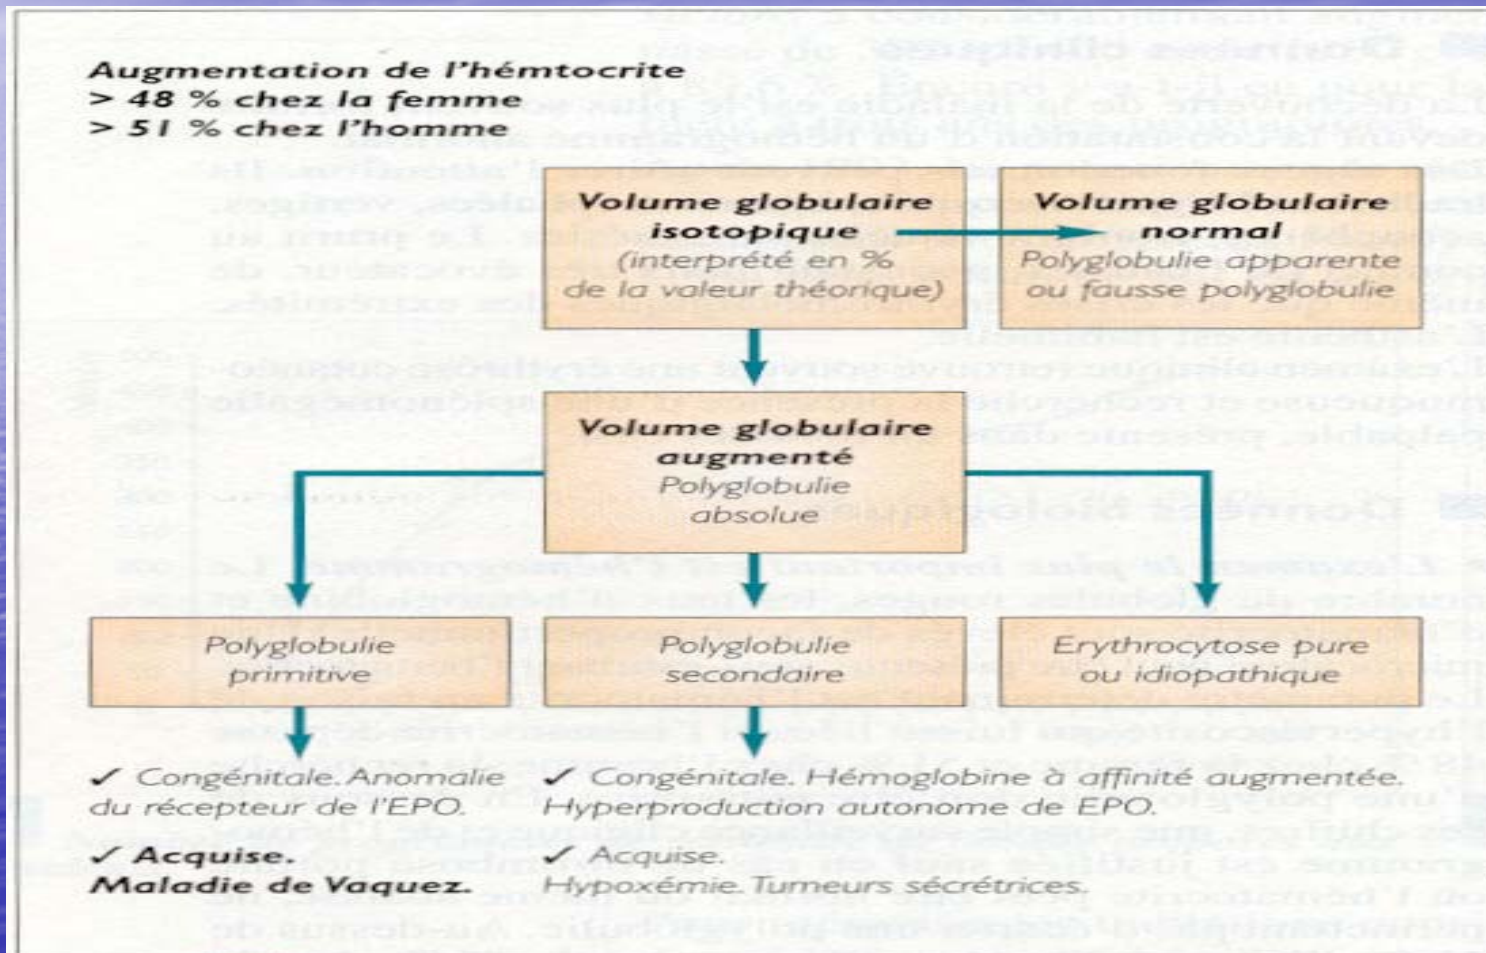 Augmentation de l'hémtocrite
> 48 % chez la femme
> 51 % chez l'homme
Volume globulaire
isotopique
(interprété en %
de la valeur théorique)
Volume globulaire
normal
Polyglobulie apparente
ou fausse polyglobulie
Volume globulaire
augmenté
Polyglobulie
absolue
Polyglobulie
primitive
Polyglobulie
secondaire
Erythrocytose pure
ou idiopathique
✓ Congénitale. Anomalie
du récepteur de l'EPO.
✓ Acquise.
Maladie de Vaquez.
✓ Congénitale. Hémoglobine à affinité augmentée.
Hyperproduction autonome de EPO.
✓ Acquise.
Hypoxémie. Tumeurs sécrétrices.